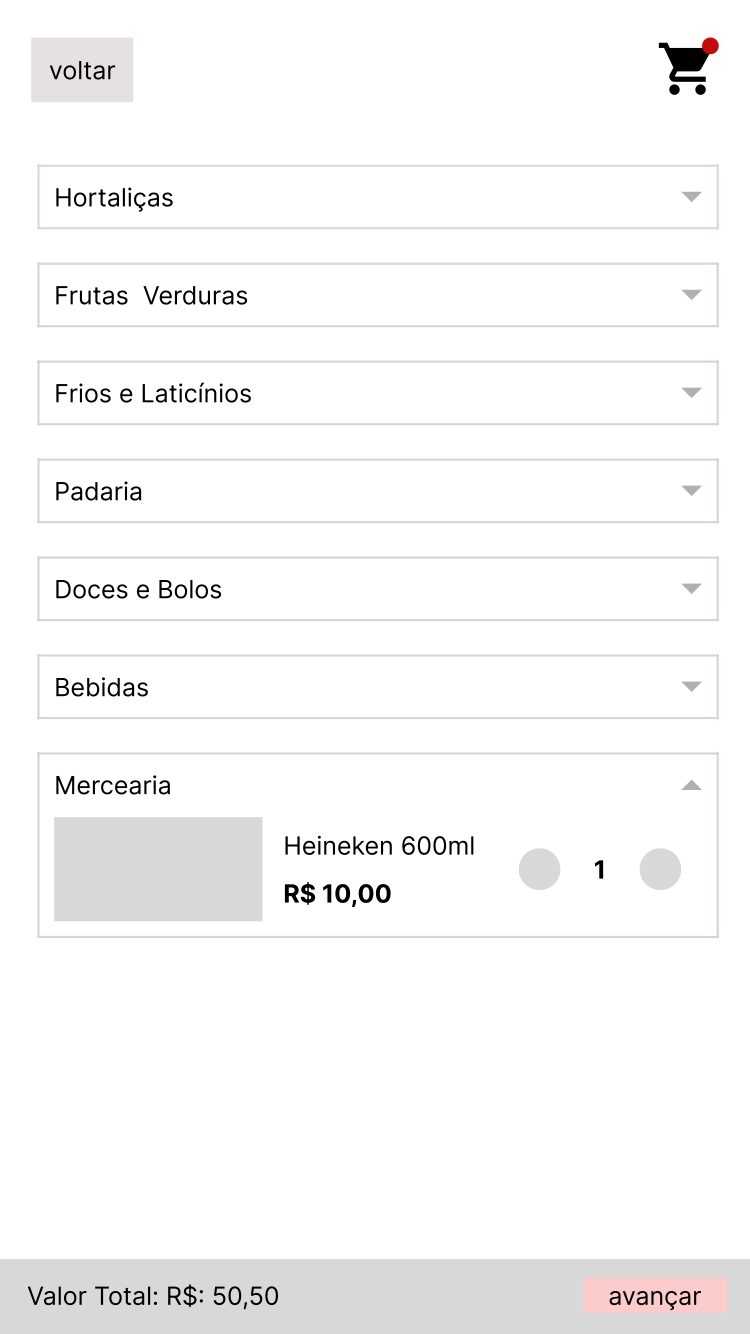 voltar
Hortaliças
Frutas  Verduras
Frios e Laticínios
Padaria
Doces e Bolos
Bebidas
Mercearia
Heineken 600ml
1
R$ 10,00
Valor Total: R$: 50,50
avançar